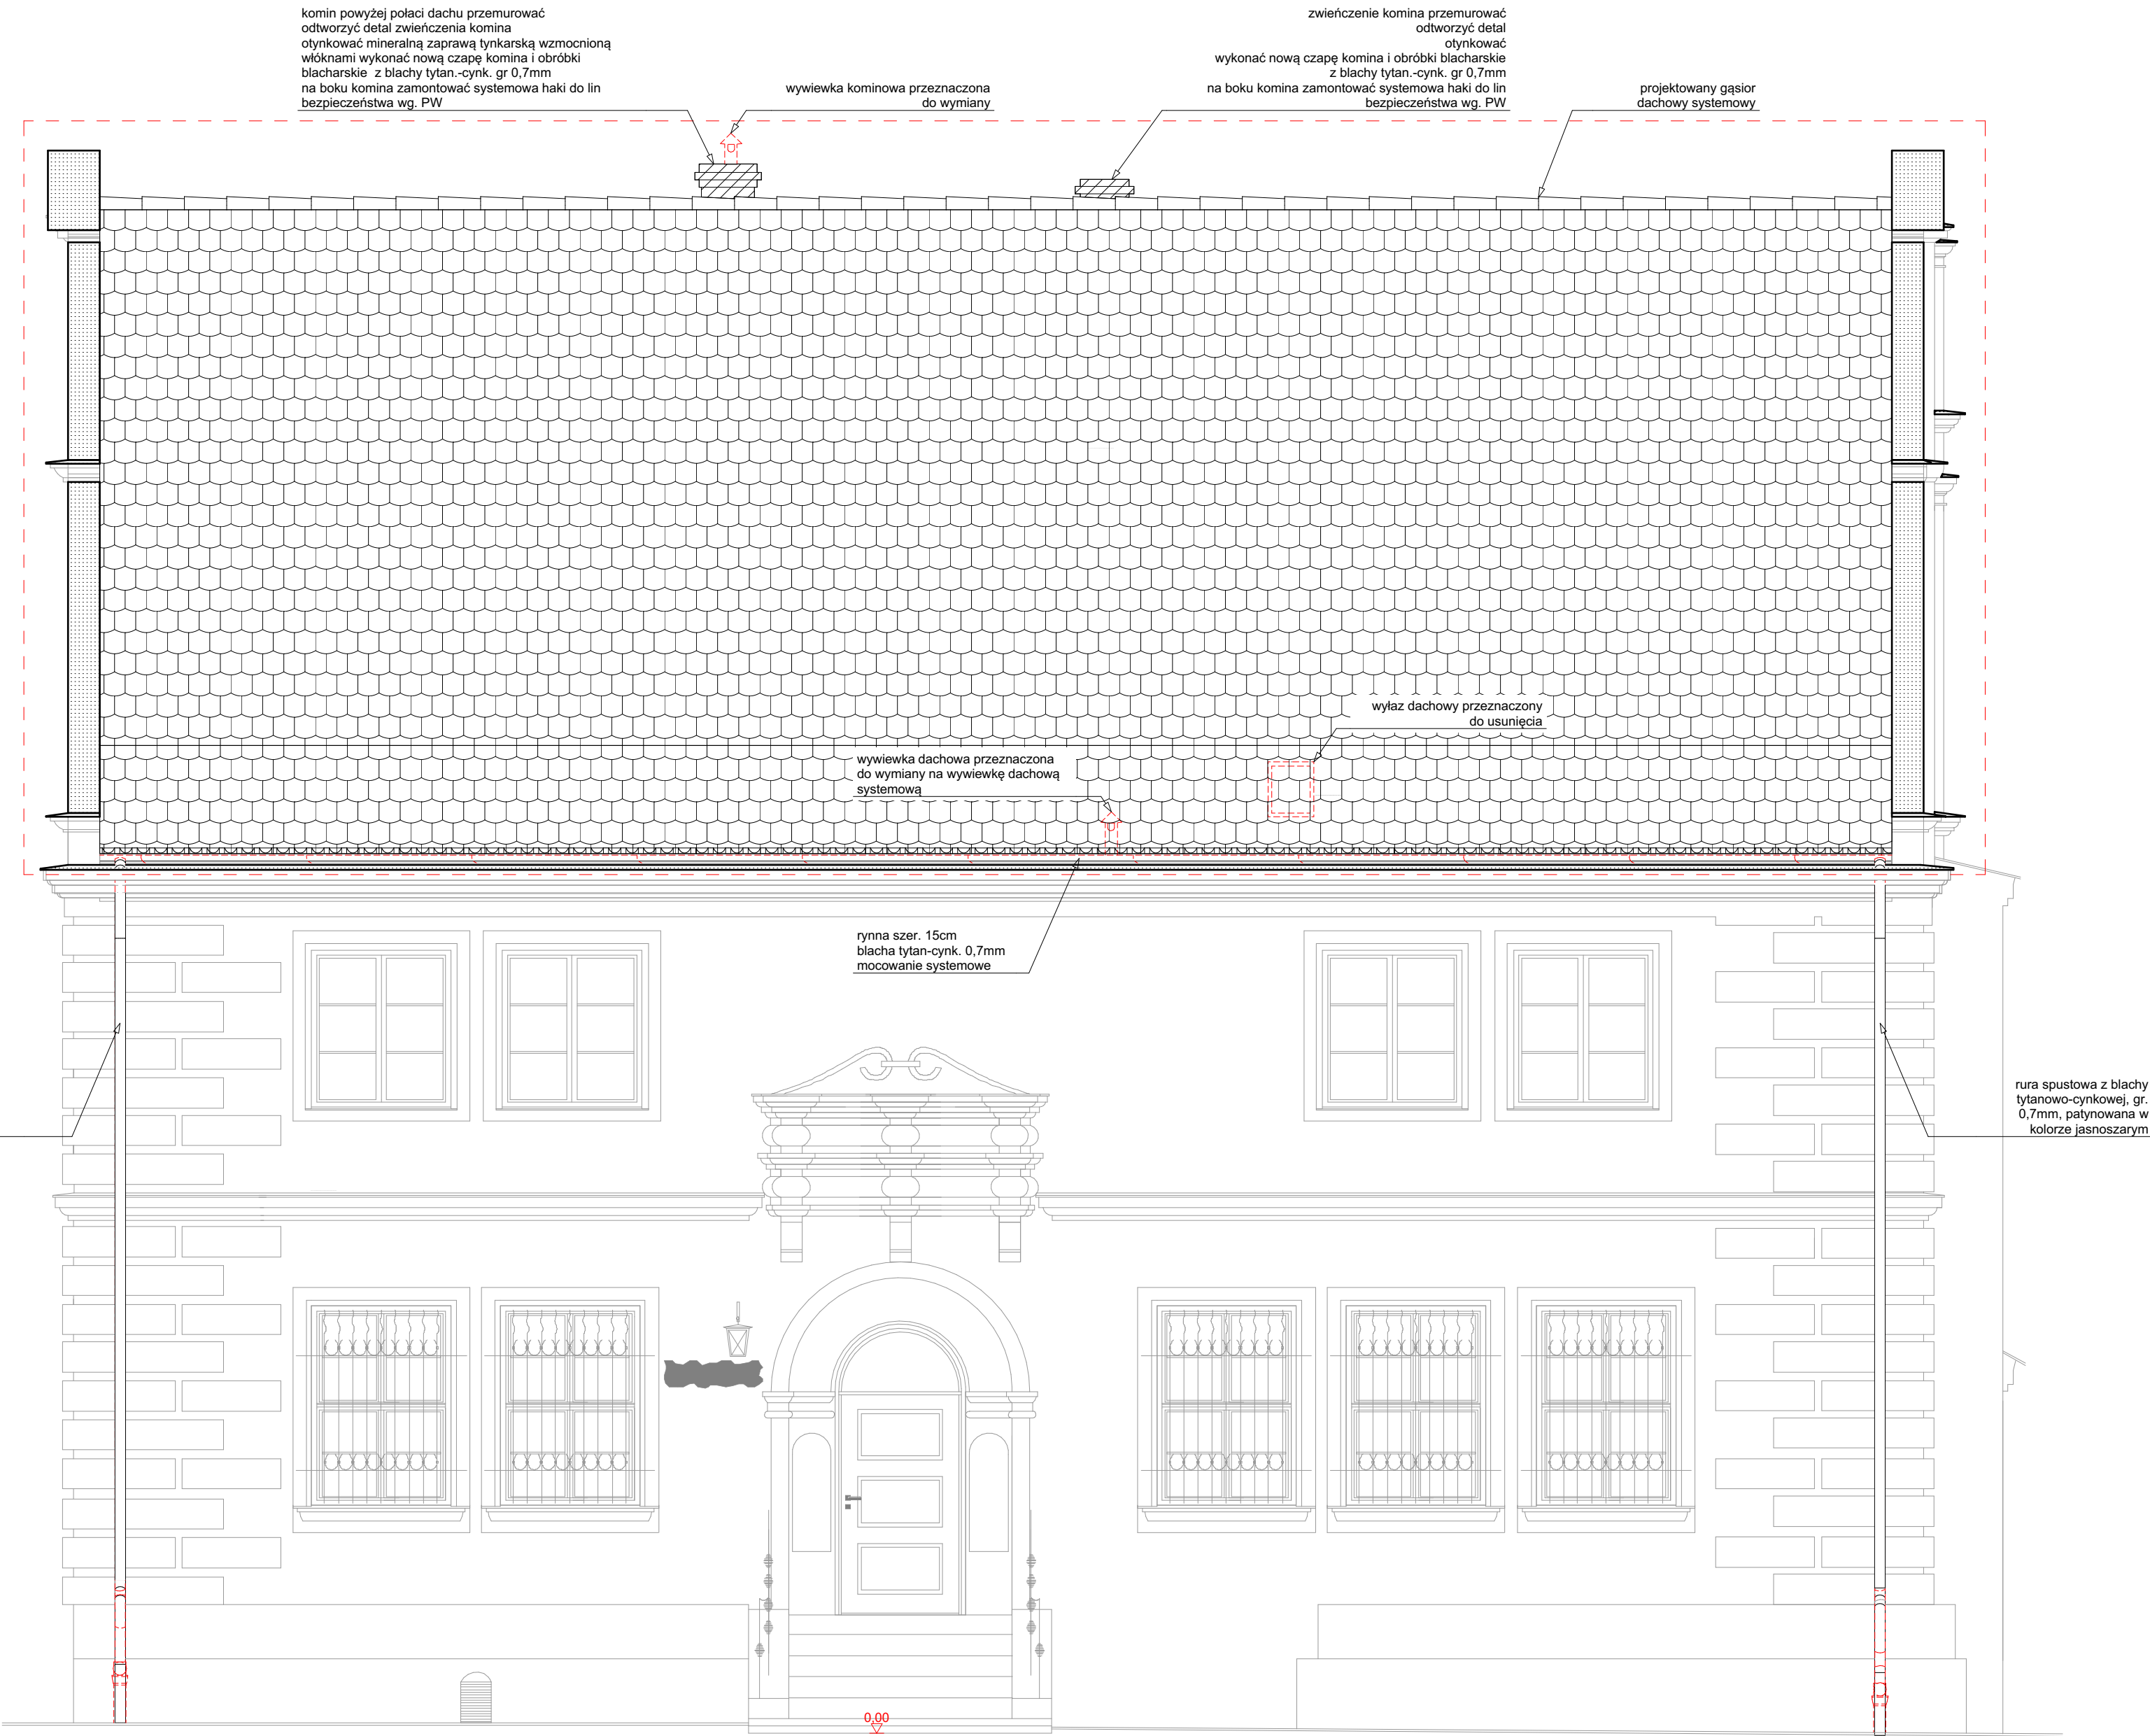 komin powyżej połaci dachu przemurować
odtworzyć detal zwieńczenia komina
otynkować mineralną zaprawą tynkarską wzmocnioną
włóknami wykonać nową czapę komina i obróbki
blacharskie z blachy tytan.-cynk. gr 0,7mm
na boku komina zamontować systemowa haki do lin
bezpieczeństwa wg. PW
wywiewka kominowa przeznaczona
do wymiany
zwieńczenie komina przemurować
odtworzyć detal
otynkować
wykonać nową czapę komina i obróbki blacharskie
z blachy tytan.-cynk. gr 0,7mm
na boku komina zamontować systemowa haki do lin
bezpieczeństwa wg. PW
projektowany gąsior
dachowy systemowy
wyłaz dachowy przeznaczony
do usunięcia
wywiewka dachowa przeznaczona
do wymiany na wywiewkę dachową
systemową
rynna szer. 15cm
blacha tytan-cynk. 0,7mm
mocowanie systemowe
rura spustowa z blachy
tytanowo-cynkowej, gr.
0,7mm, patynowana w
kolorze jasnoszarym
0,00